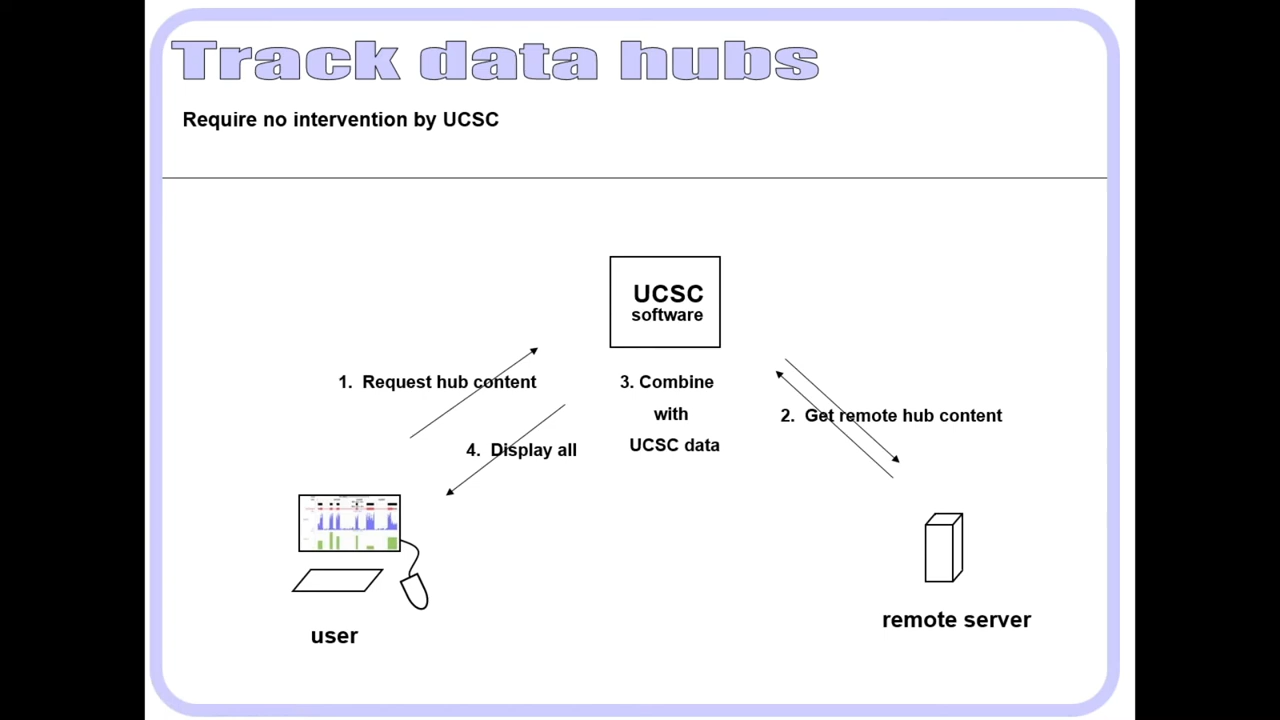 Track data hubs
Require no intervention by UCSC
UCSC
software
1. Request hub content
3. Combine
with
UCSC data
2. Get remote hub content
4. Display all
user
remote server